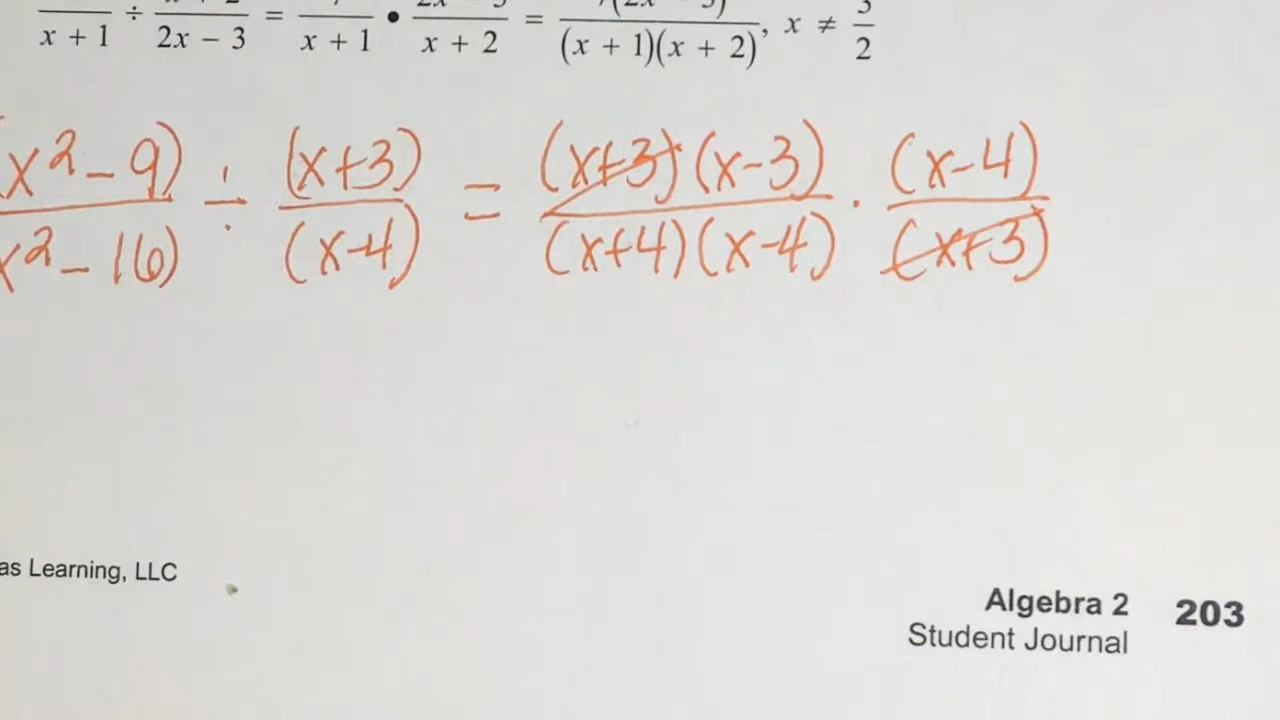 x + 1 ÷ 2x − 3 = x + 1 • x + 2 = (x + 1)(x + 2), x ≠ 3/2
(x² − 9) ÷ (x+3) = (x+3)(x−3) · (x−4)
x² − 16) (x−4) (x+4)(x−4) (x+3)
as Learning, LLC
Algebra 2 203
Student Journal